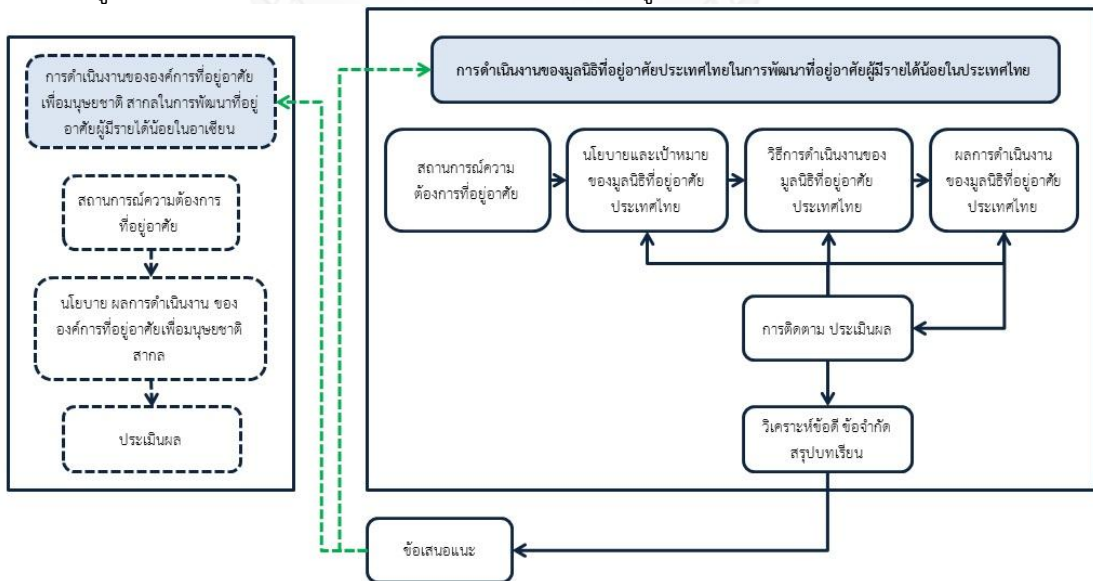 การดำเนินงานขององค์การที่อยู่อาศัย
เพื่อมนุษยชาติ สากลในการพัฒนาที่อยู่
อาศัยผู้มีรายได้น้อยในอาเซียน
สถานการณ์ความต้องการ
ที่อยู่อาศัย
นโยบาย ผลการดำเนินงาน ของ
องค์การที่อยู่อาศัยเพื่อมนุษยชาติ
สากล
ประเมินผล
การดำเนินงานของมูลนิธิที่อยู่อาศัยประเทศไทยในการพัฒนาที่อยู่อาศัยผู้มีรายได้น้อยในประเทศไทย
สถานการณ์ความ
ต้องการที่อยู่อาศัย
นโยบายและเป้าหมาย
ของมูลนิธิที่อยู่อาศัย
ประเทศไทย
วิธีการดำเนินงานของ
มูลนิธิที่อยู่อาศัย
ประเทศไทย
ผลการดำเนินงาน
ของมูลนิธิที่อยู่อาศัย
ประเทศไทย
การติดตาม ประเมินผล
วิเคราะห์ข้อดี ข้อจำกัด
สรุปบทเรียน
ข้อเสนอแนะ